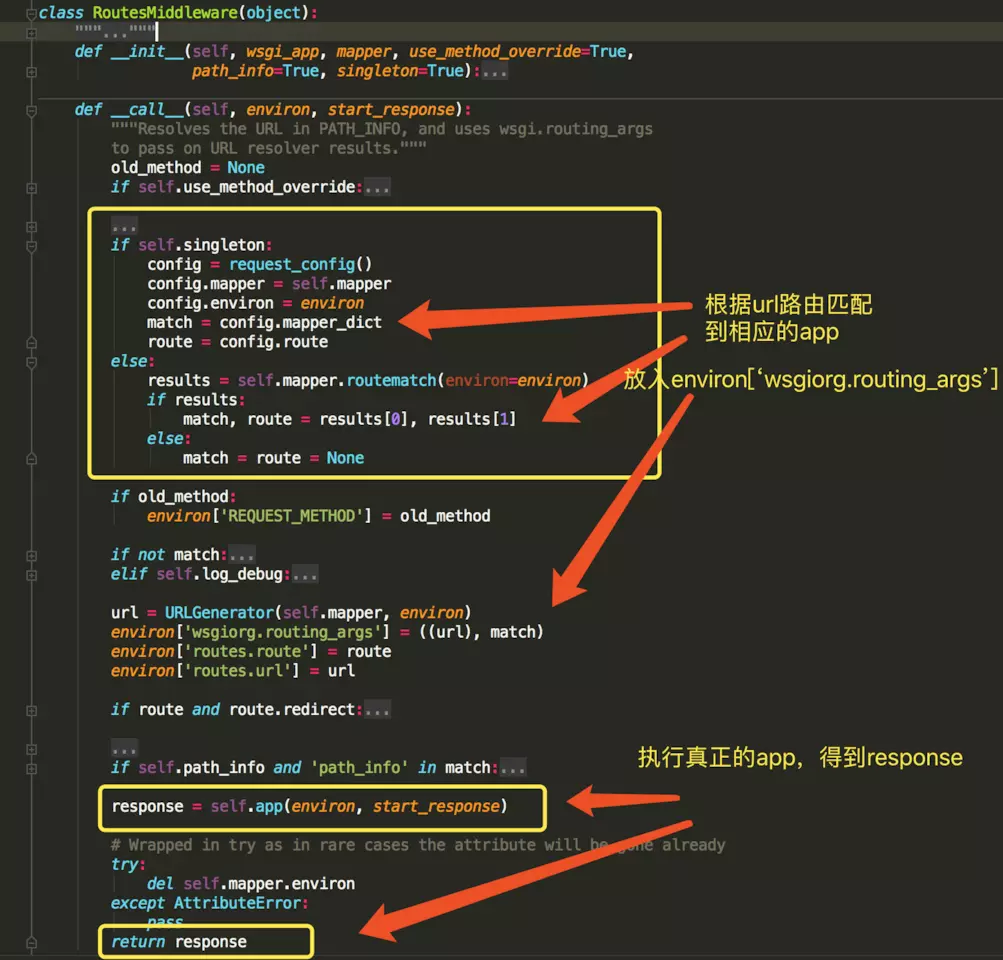 class RoutesMiddleware(object):
"""..."""
def __init__(self, wsgi_app, mapper, use_method_override=True,
path_info=True, singleton=True):...
def __call__(self, environ, start_response):
"""Resolves the URL in PATH_INFO, and uses wsgi.routing_args
to pass on URL resolver results."""
old_method = None
if self.use_method_override:...
...
if self.singleton:
config = request_config()
config.mapper = self.mapper
config.environ = environ
match = config.mapper_dict
route = config.route
根据url路由匹配
到相应的app
else:
results = self.mapper.routematch(environ=environ)
放入environ[‘wsgiorg.routing_args’]
if results:
match, route = results[0], results[1]
else:
match = route = None
if old_method:
environ['REQUEST_METHOD'] = old_method
if not match:...
elif self.log_debug:...
url = URLGenerator(self.mapper, environ)
environ['wsgiorg.routing_args'] = ((url), match)
environ['routes.route'] = route
environ['routes.url'] = url
if route and route.redirect:...
...
if self.path_info and 'path_info' in match:...
执行真正的app，得到response
response = self.app(environ, start_response)
# Wrapped in try as in rare cases the attribute will be gone already
try:
del self.mapper.environ
except AttributeError:
pass
return response